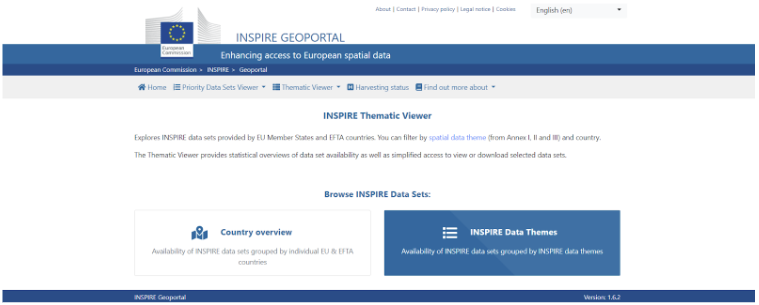 About | Contact | Privacy policy | Legal notice | Cookies
English (en)
European
Commission
INSPIRE GEOPORTAL
Enhancing access to European spatial data
European Commission > INSPIRE > Geoportal
Home Priority Data Sets Viewer Thematic Viewer Harvesting status Find out more about
INSPIRE Thematic Viewer
Explores INSPIRE data sets provided by EU Member States and EFTA countries. You can filter by spatial data theme (from Annex I, II and III) and country.
The Thematic Viewer provides statistical overviews of data set availability as well as simplified access to view or download selected data sets.
Browse INSPIRE Data Sets:
Country overview
Availability of INSPIRE data sets grouped by individual EU & EFTA
countries
INSPIRE Data Themes
Availability of INSPIRE data sets grouped by INSPIRE data themes
INSPIRE Geoportal
Version: 1.6.2